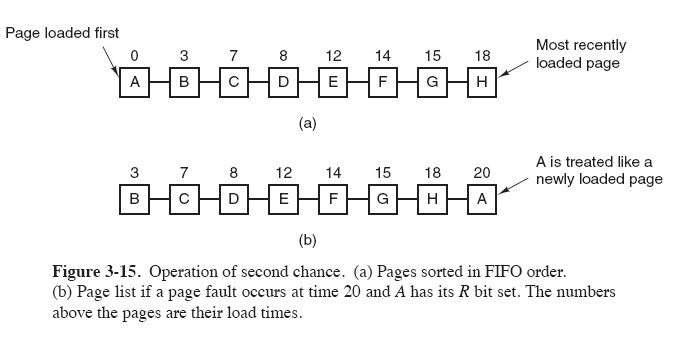 Page loaded first
0 3 7 8 12 14 15 18
Most recently
loaded page
A B C D E F G H
(a)
3 7 8 12 14 15 18 20
A is treated like a
newly loaded page
B C D E F G H A
(b)
Figure 3-15. Operation of second chance. (a) Pages sorted in FIFO order.
(b) Page list if a page fault occurs at time 20 and A has its R bit set. The numbers
above the pages are their load times.